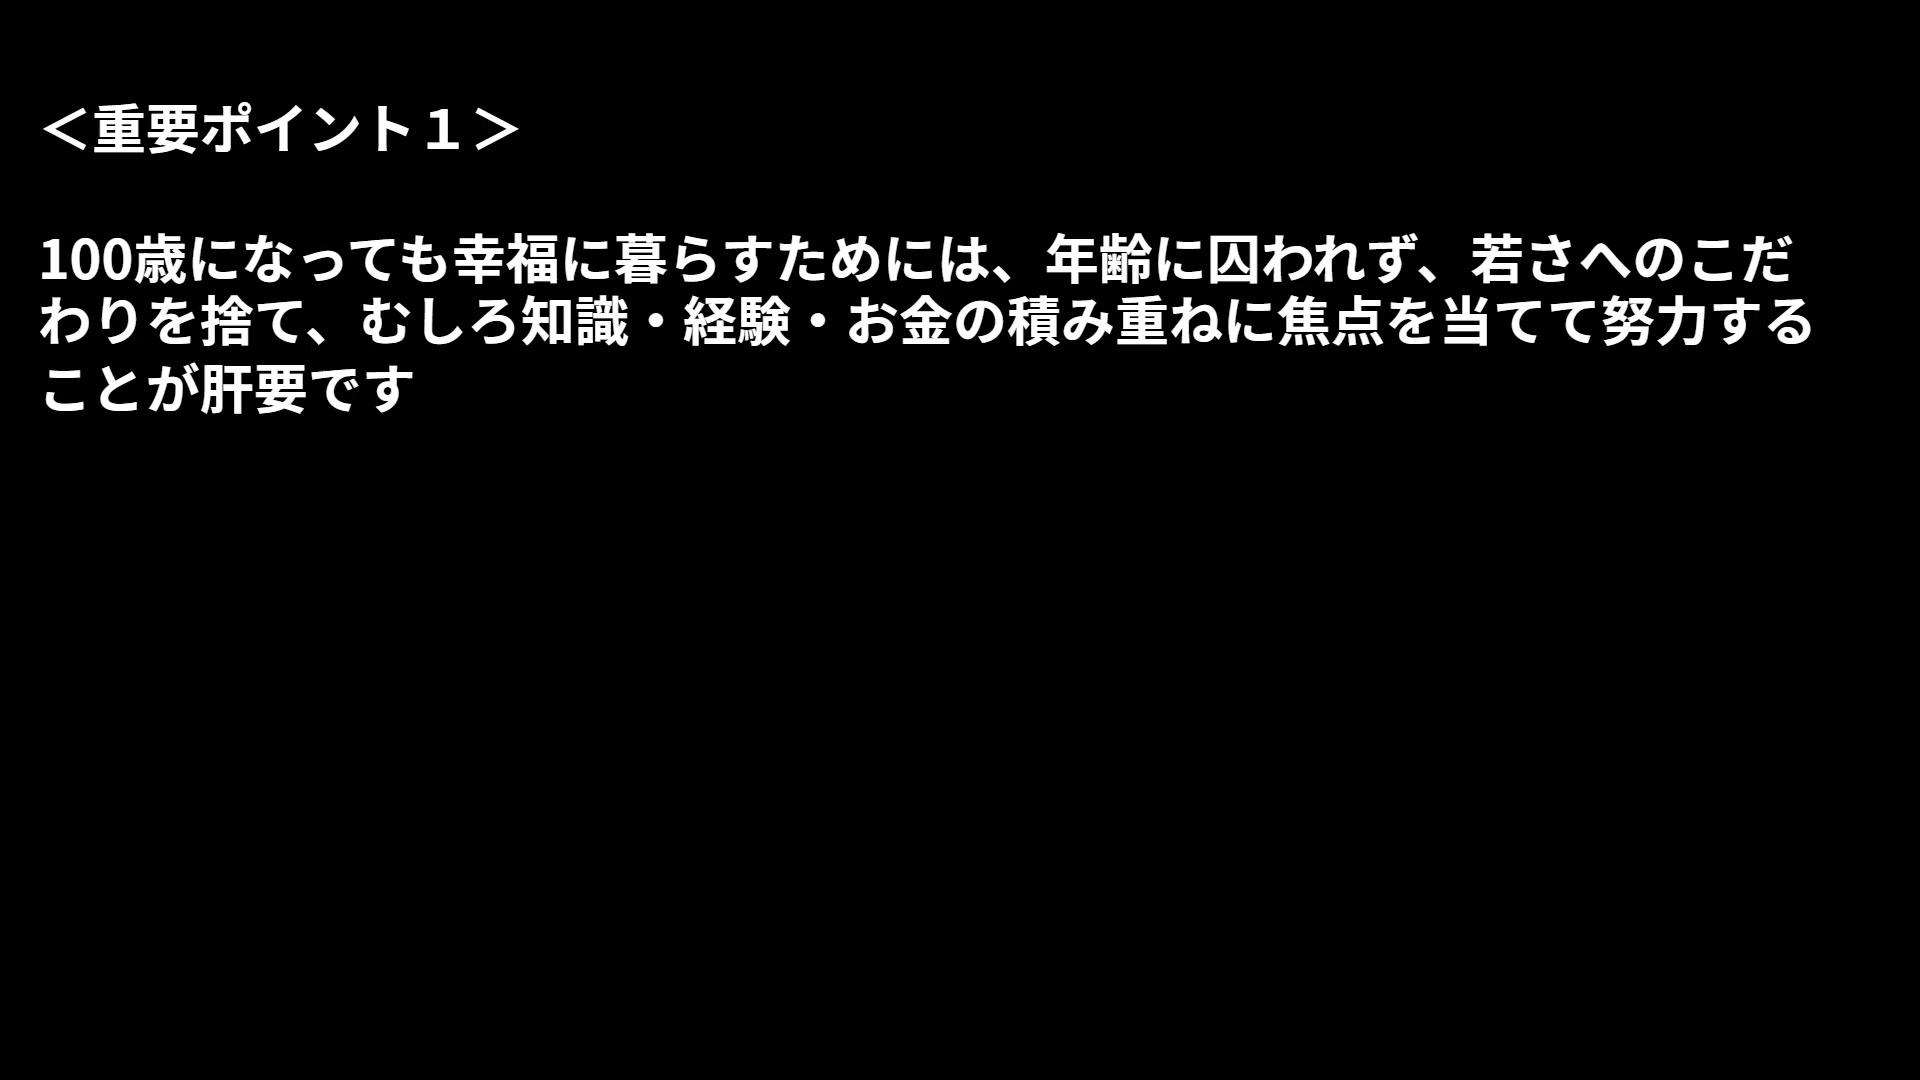 ＜重要ポイント１＞
100歳になっても幸福に暮らすためには、年齢に囚われず、若さへのこだ
わりを捨て、むしろ知識・経験・お金の積み重ねに焦点を当てて努力する
ことが肝要です